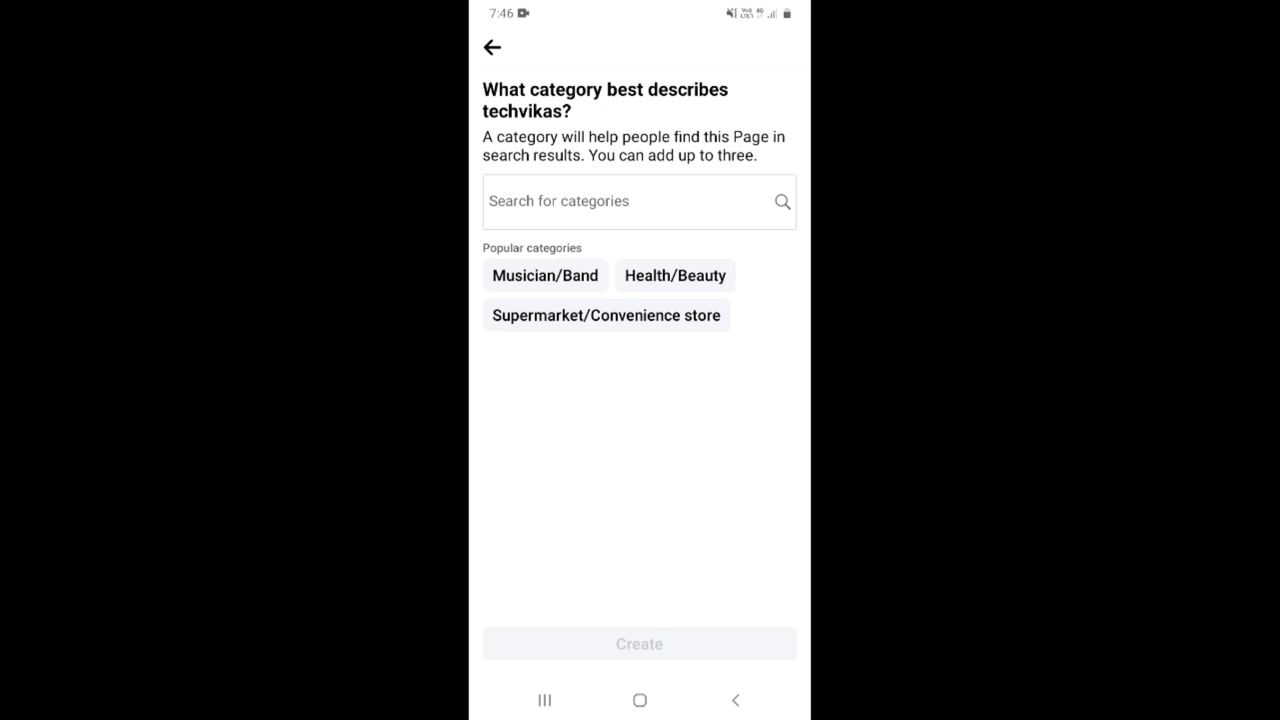 7:46
What category best describes
techvikas?
A category will help people find this Page in
search results. You can add up to three.
Search for categories
Popular categories
Musician/Band Health/Beauty
Supermarket/Convenience store
Create